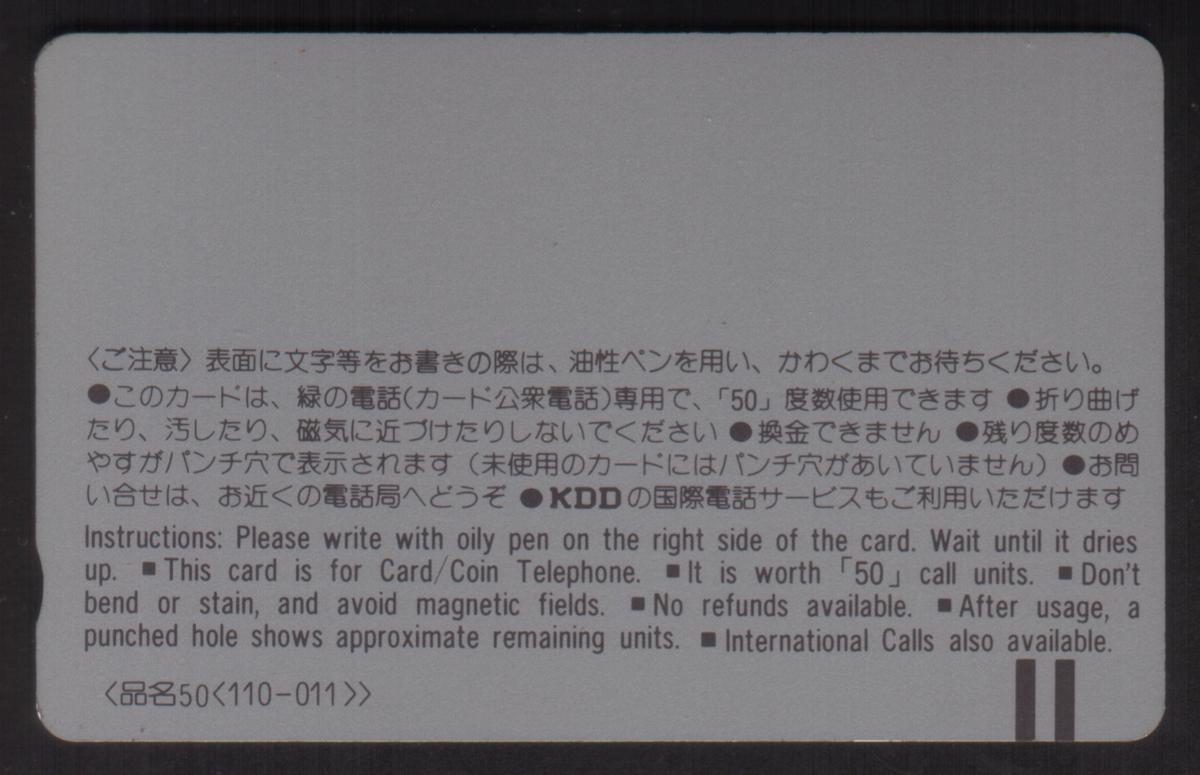 〈ご注意〉表面に文字等をお書きの際は、油性ペンを用い、かわくまでお待ちください。
●このカードは、緑の電話(カード公衆電話)専用で、「50」度数使用できます ●折り曲げ
たり、汚したり、磁気に近づけたりしないでください ●換金できません ●残り度数のめ
やすがパンチ穴で表示されます（未使用のカードにはパンチ穴があいていません）●お問
い合せは、お近くの電話局へどうぞ ●KDDの国際電話サービスもご利用いただけます
Instructions: Please write with oily pen on the right side of the card. Wait until it dries
up. ■This card is for Card/Coin Telephone. ■It is worth「50」call units. ■Don't
bend or stain, and avoid magnetic fields. ■No refunds available. ■After usage, a
punched hole shows approximate remaining units. ■International Calls also available.
〈品名50〈110-011〉〉